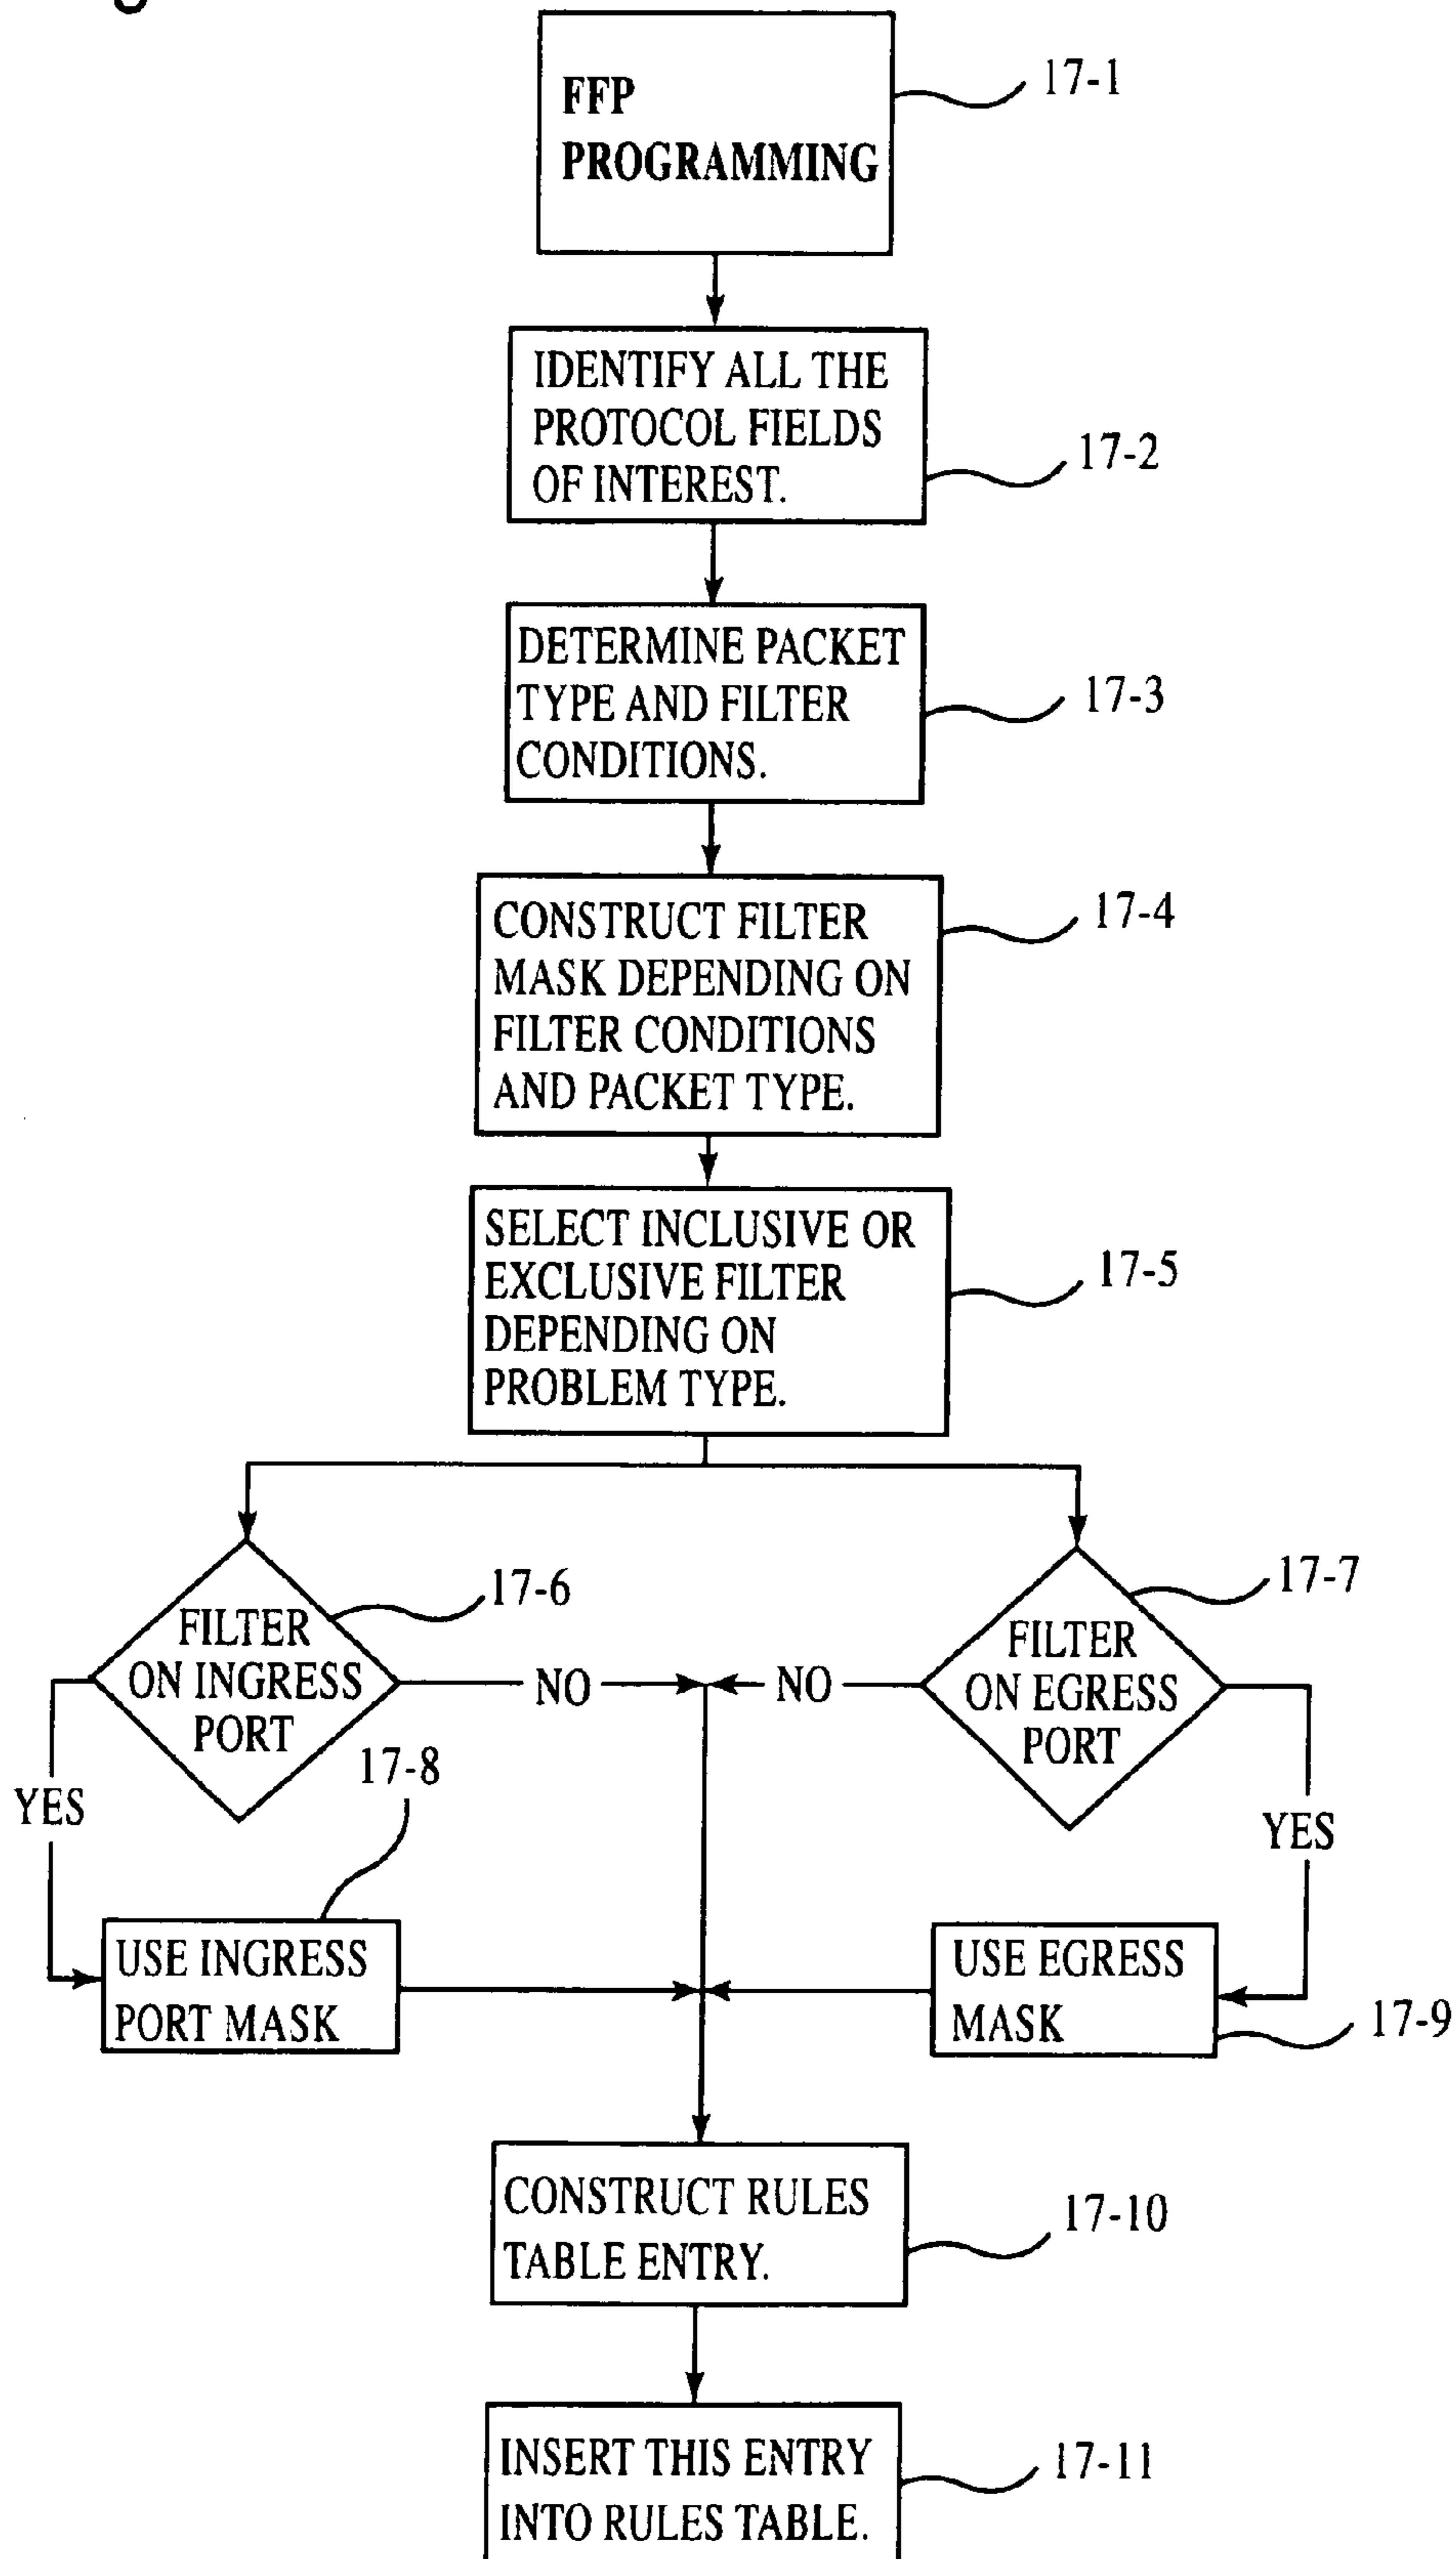 FFP
PROGRAMMING
17-1
IDENTIFY ALL THE
PROTOCOL FIELDS
OF INTEREST.
17-2
DETERMINE PACKET
TYPE AND FILTER
CONDITIONS.
17-3
CONSTRUCT FILTER
MASK DEPENDING ON
FILTER CONDITIONS
AND PACKET TYPE.
17-4
SELECT INCLUSIVE OR
EXCLUSIVE FILTER
DEPENDING ON
PROBLEM TYPE.
17-5
FILTER
ON INGRESS
PORT
17-6
NO
NO
FILTER
ON EGRESS
PORT
17-7
YES
17-8
YES
USE INGRESS
PORT MASK
USE EGRESS
MASK
17-9
CONSTRUCT RULES
TABLE ENTRY.
17-10
INSERT THIS ENTRY
INTO RULES TABLE.
17-11